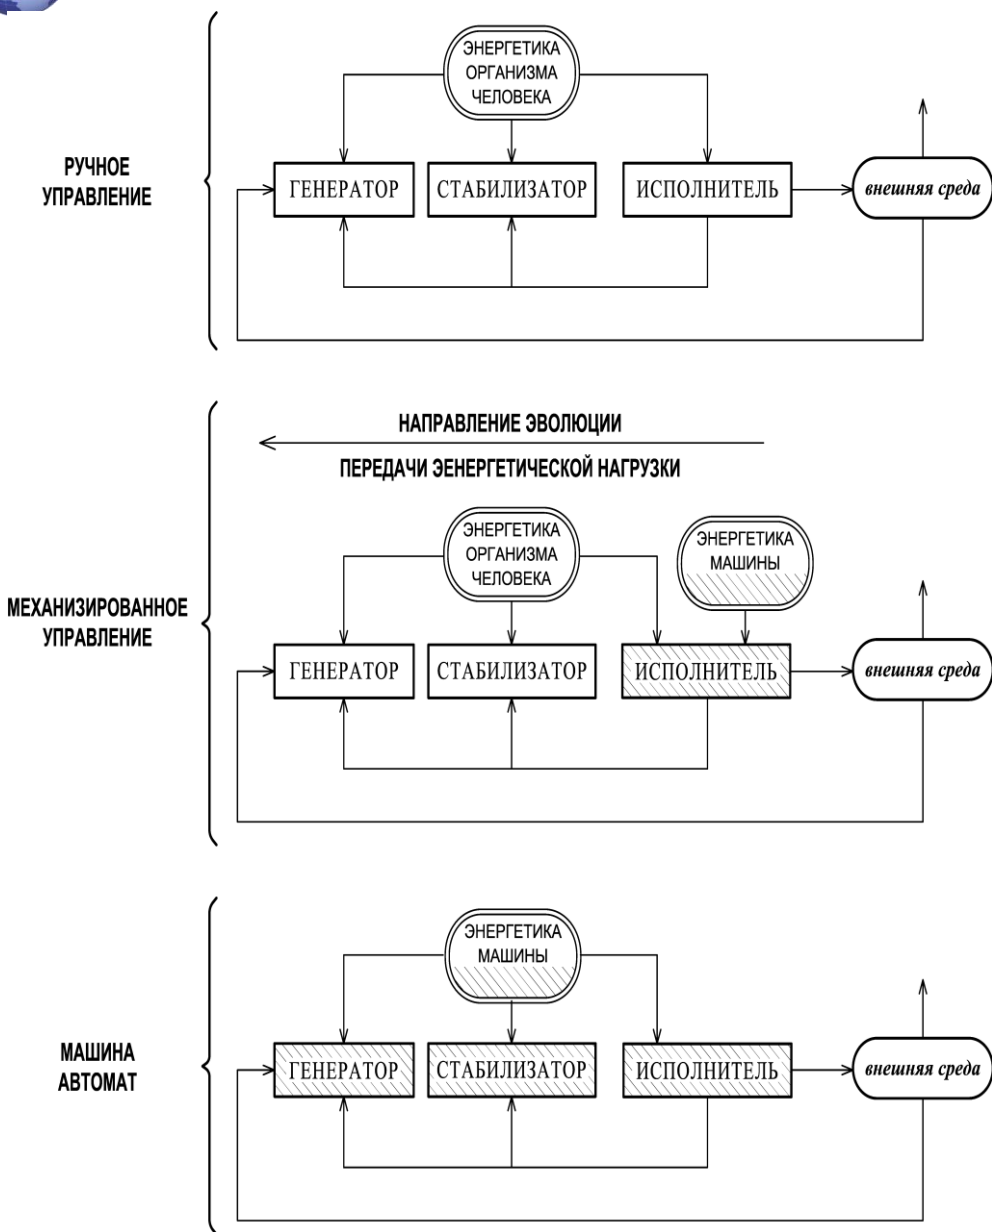 ЭНЕРГЕТИКА
ОРГАНИЗМА
ЧЕЛОВЕКА
РУЧНОЕ
УПРАВЛЕНИЕ
ГЕНЕРАТОР
СТАБИЛИЗАТОР
ИСПОЛНИТЕЛЬ
внешняя среда
НАПРАВЛЕНИЕ ЭВОЛЮЦИИ
ПЕРЕДАЧИ ЭЕНЕРГЕТИЧЕСКОЙ НАГРУЗКИ
ЭНЕРГЕТИКА
ОРГАНИЗМА
ЧЕЛОВЕКА
ЭНЕРГЕТИКА
МАШИНЫ
МЕХАНИЗИРОВАННОЕ
УПРАВЛЕНИЕ
ГЕНЕРАТОР
СТАБИЛИЗАТОР
ИСПОЛНИТЕЛЬ
внешняя среда
ЭНЕРГЕТИКА
МАШИНЫ
МАШИНА
АВТОМАТ
ГЕНЕРАТОР
СТАБИЛИЗАТОР
ИСПОЛНИТЕЛЬ
внешняя среда